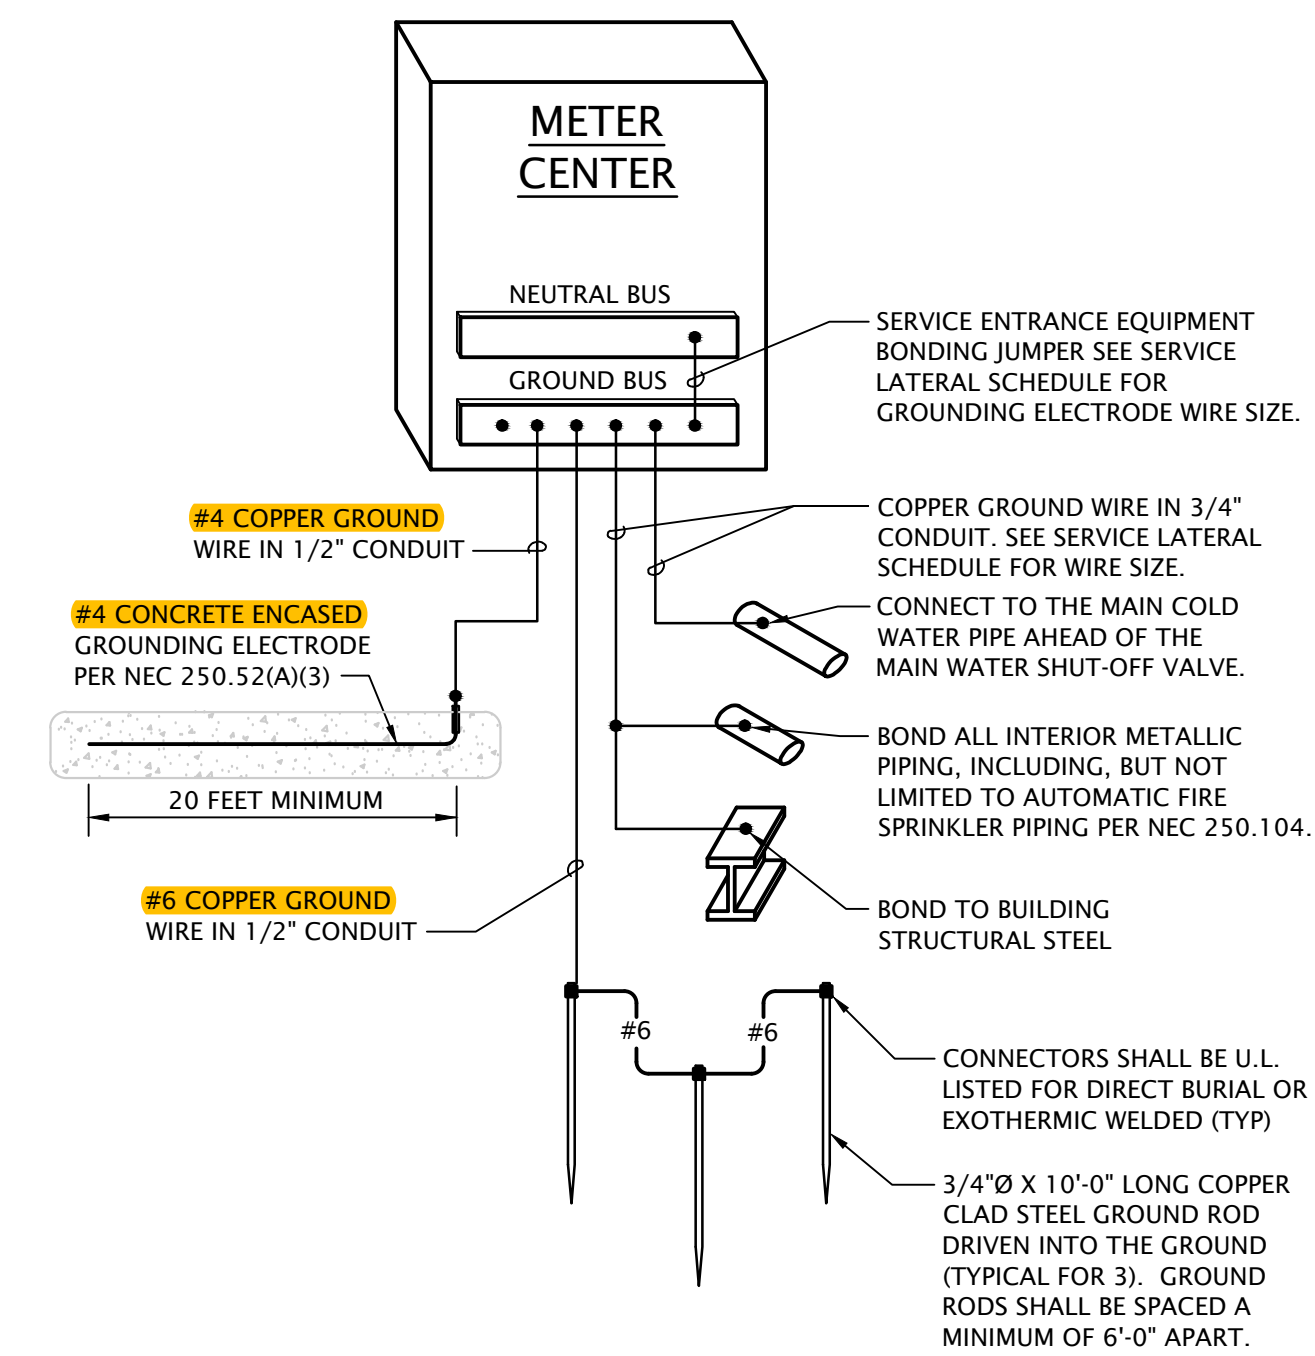 METER
CENTER
NEUTRAL BUS
GROUND BUS
SERVICE ENTRANCE EQUIPMENT
BONDING JUMPER SEE SERVICE
LATERAL SCHEDULE FOR
GROUNDING ELECTRODE WIRE SIZE.
#4 COPPER GROUND
WIRE IN 1/2" CONDUIT
COPPER GROUND WIRE IN 3/4"
CONDUIT. SEE SERVICE LATERAL
SCHEDULE FOR WIRE SIZE.
#4 CONCRETE ENCASED
GROUNDING ELECTRODE
PER NEC 250.52(A)(3)
CONNECT TO THE MAIN COLD
WATER PIPE AHEAD OF THE
MAIN WATER SHUT-OFF VALVE.
20 FEET MINIMUM
BOND ALL INTERIOR METALLIC
PIPING, INCLUDING, BUT NOT
LIMITED TO AUTOMATIC FIRE
SPRINKLER PIPING PER NEC 250.104.
#6 COPPER GROUND
WIRE IN 1/2" CONDUIT
BOND TO BUILDING
STRUCTURAL STEEL
#6
#6
CONNECTORS SHALL BE U.L.
LISTED FOR DIRECT BURIAL OR
EXOTHERMIC WELDED (TYP)
3/4"Ø X 10'-0" LONG COPPER
CLAD STEEL GROUND ROD
DRIVEN INTO THE GROUND
(TYPICAL FOR 3). GROUND
RODS SHALL BE SPACED A
MINIMUM OF 6'-0" APART.